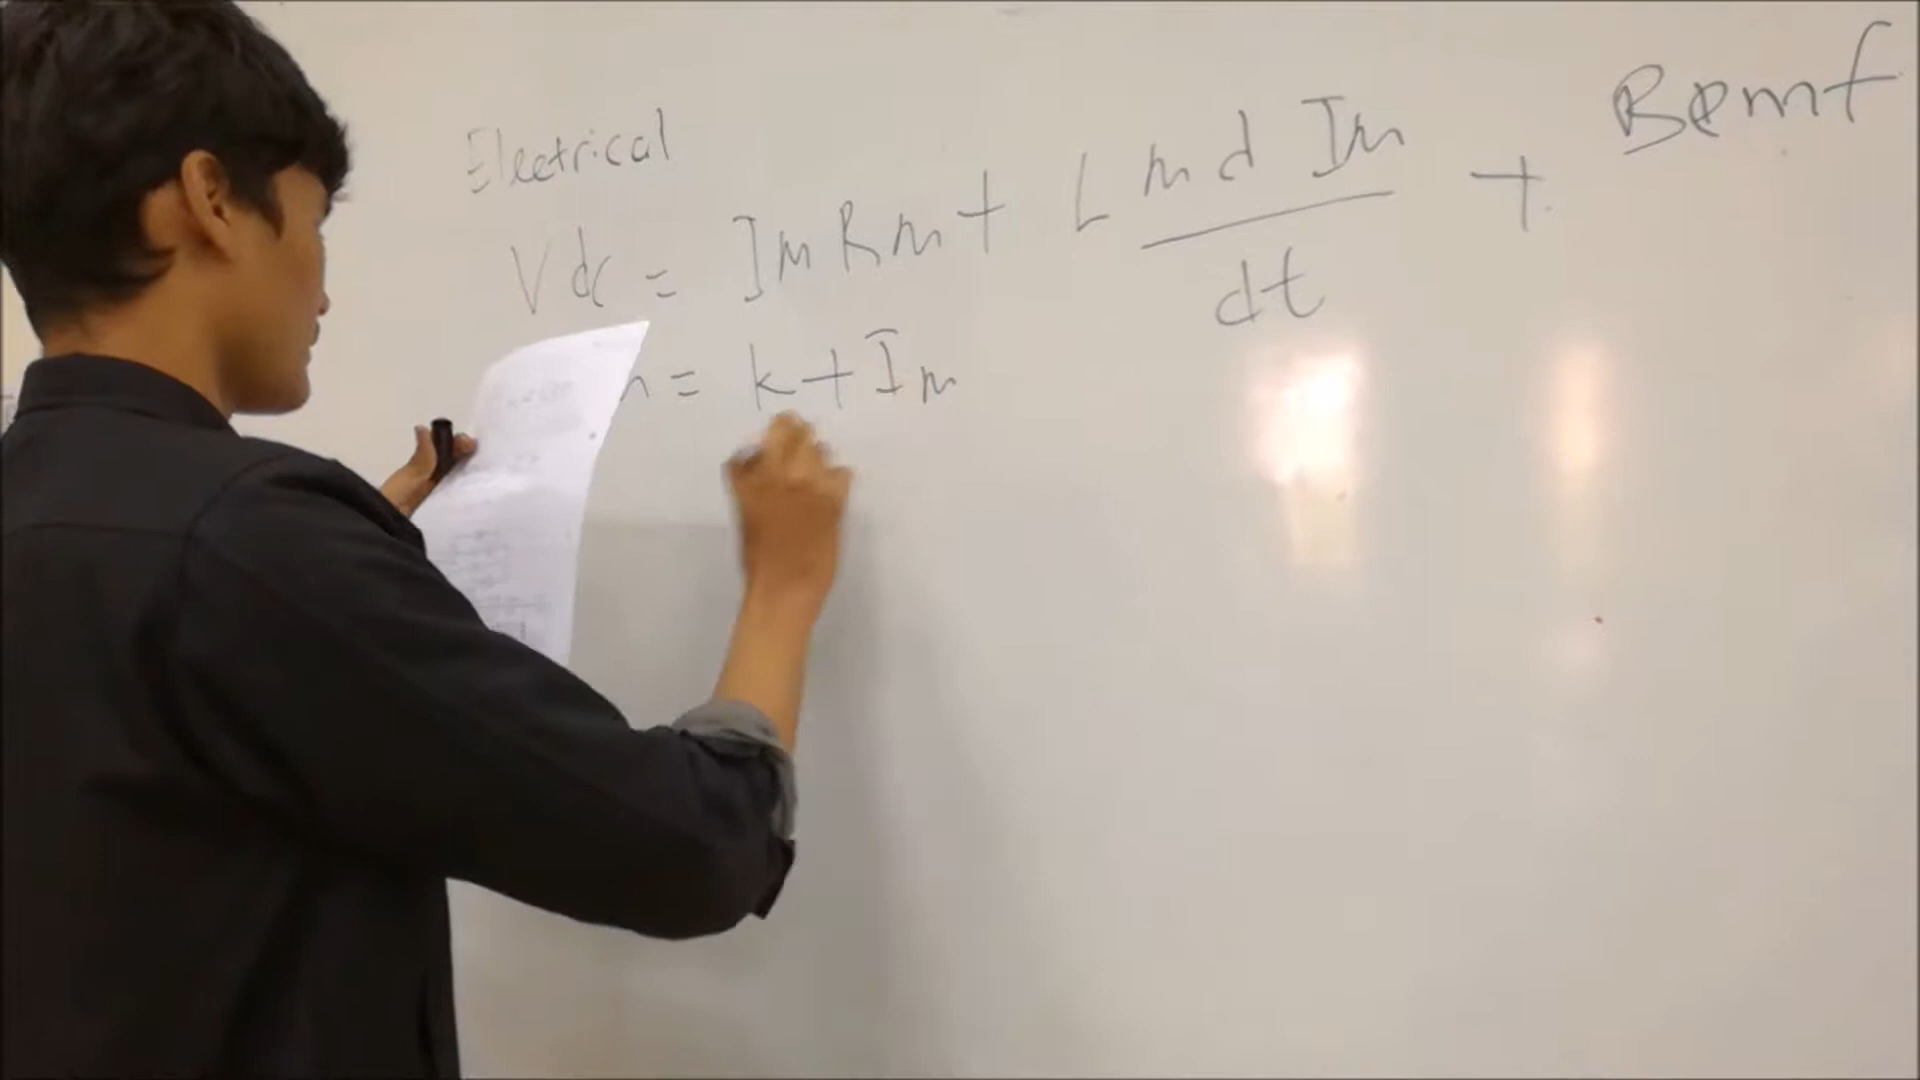 Electrical
Vdc = Im Rm + Lm d Im / dt + Bemf
= k t Im